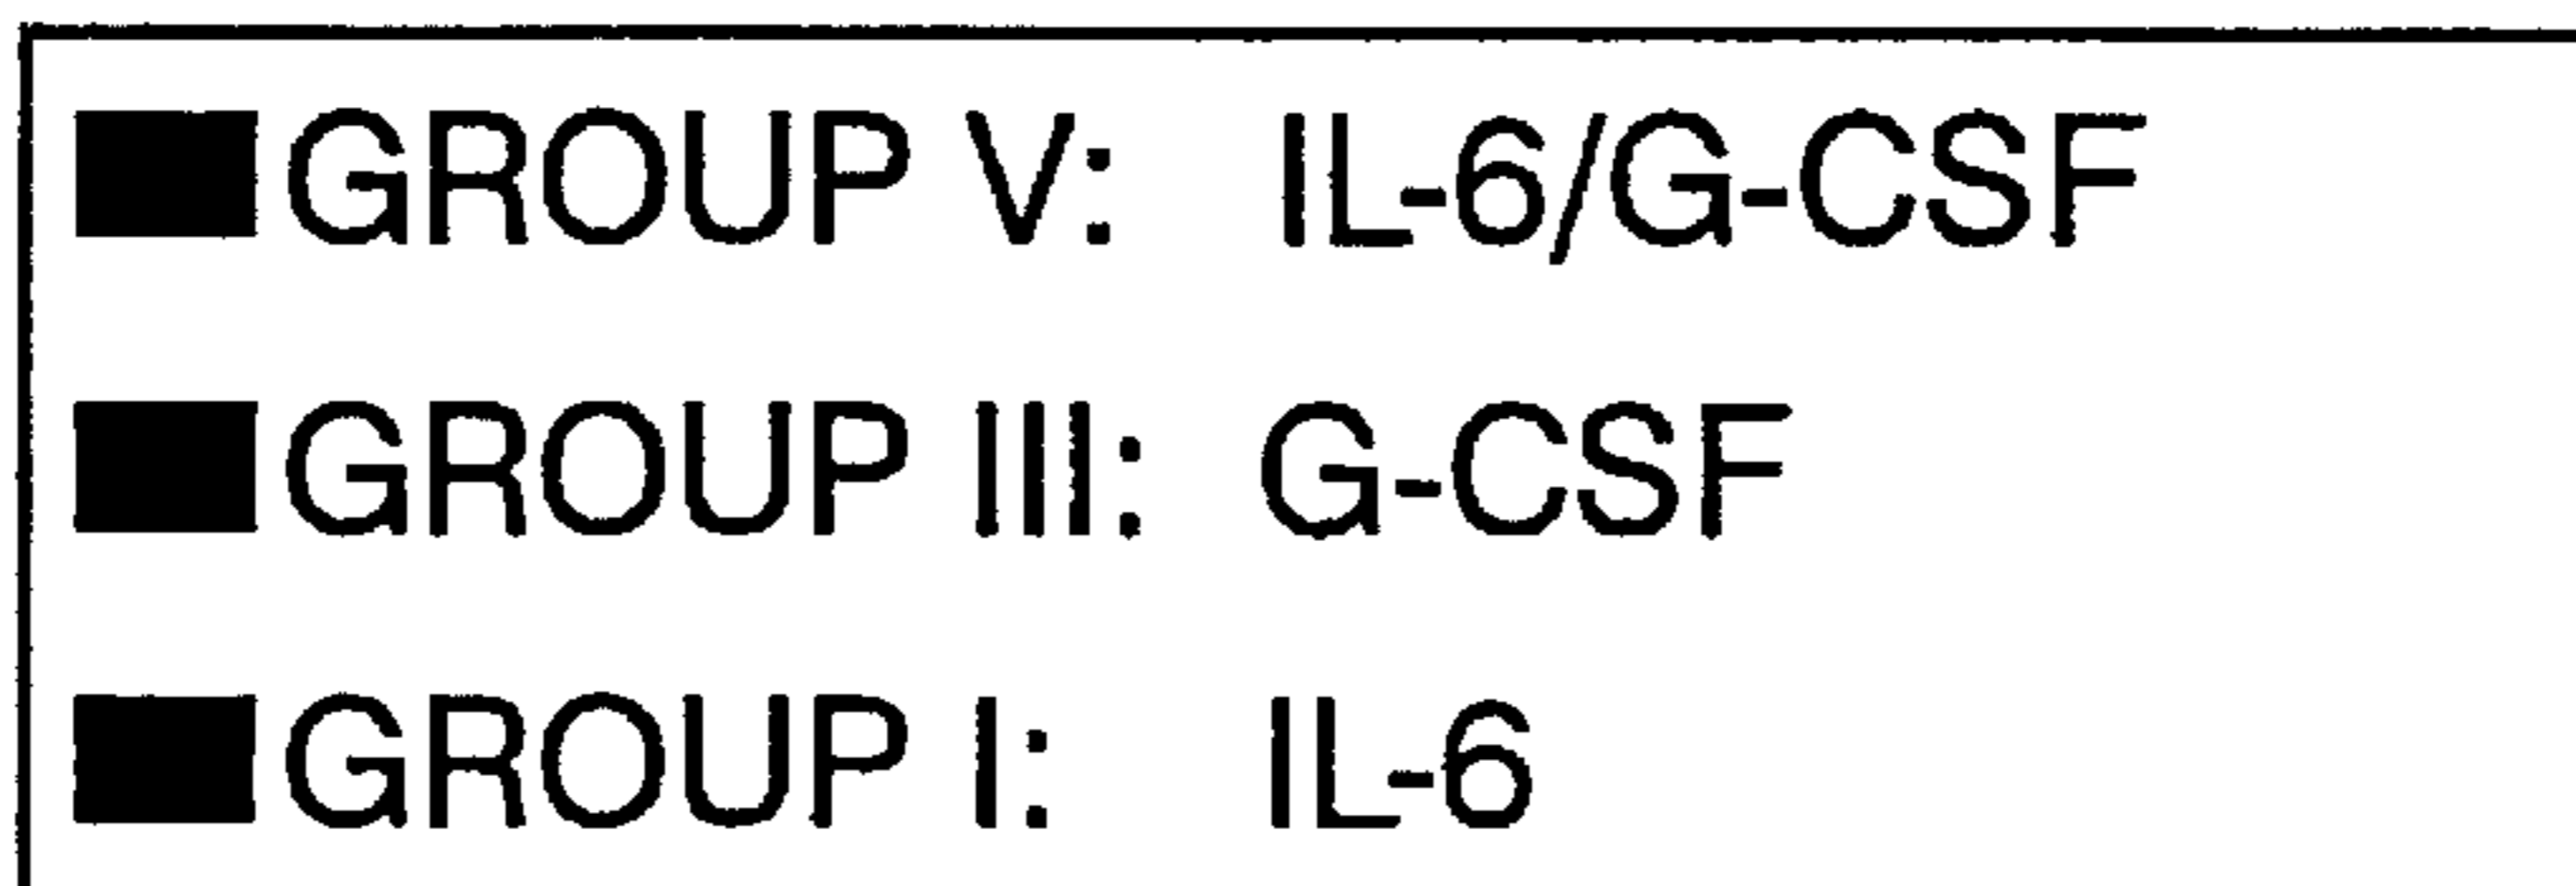 GROUP V: IL-6/G-CSF
GROUP III: G-CSF
GROUP I: IL-6